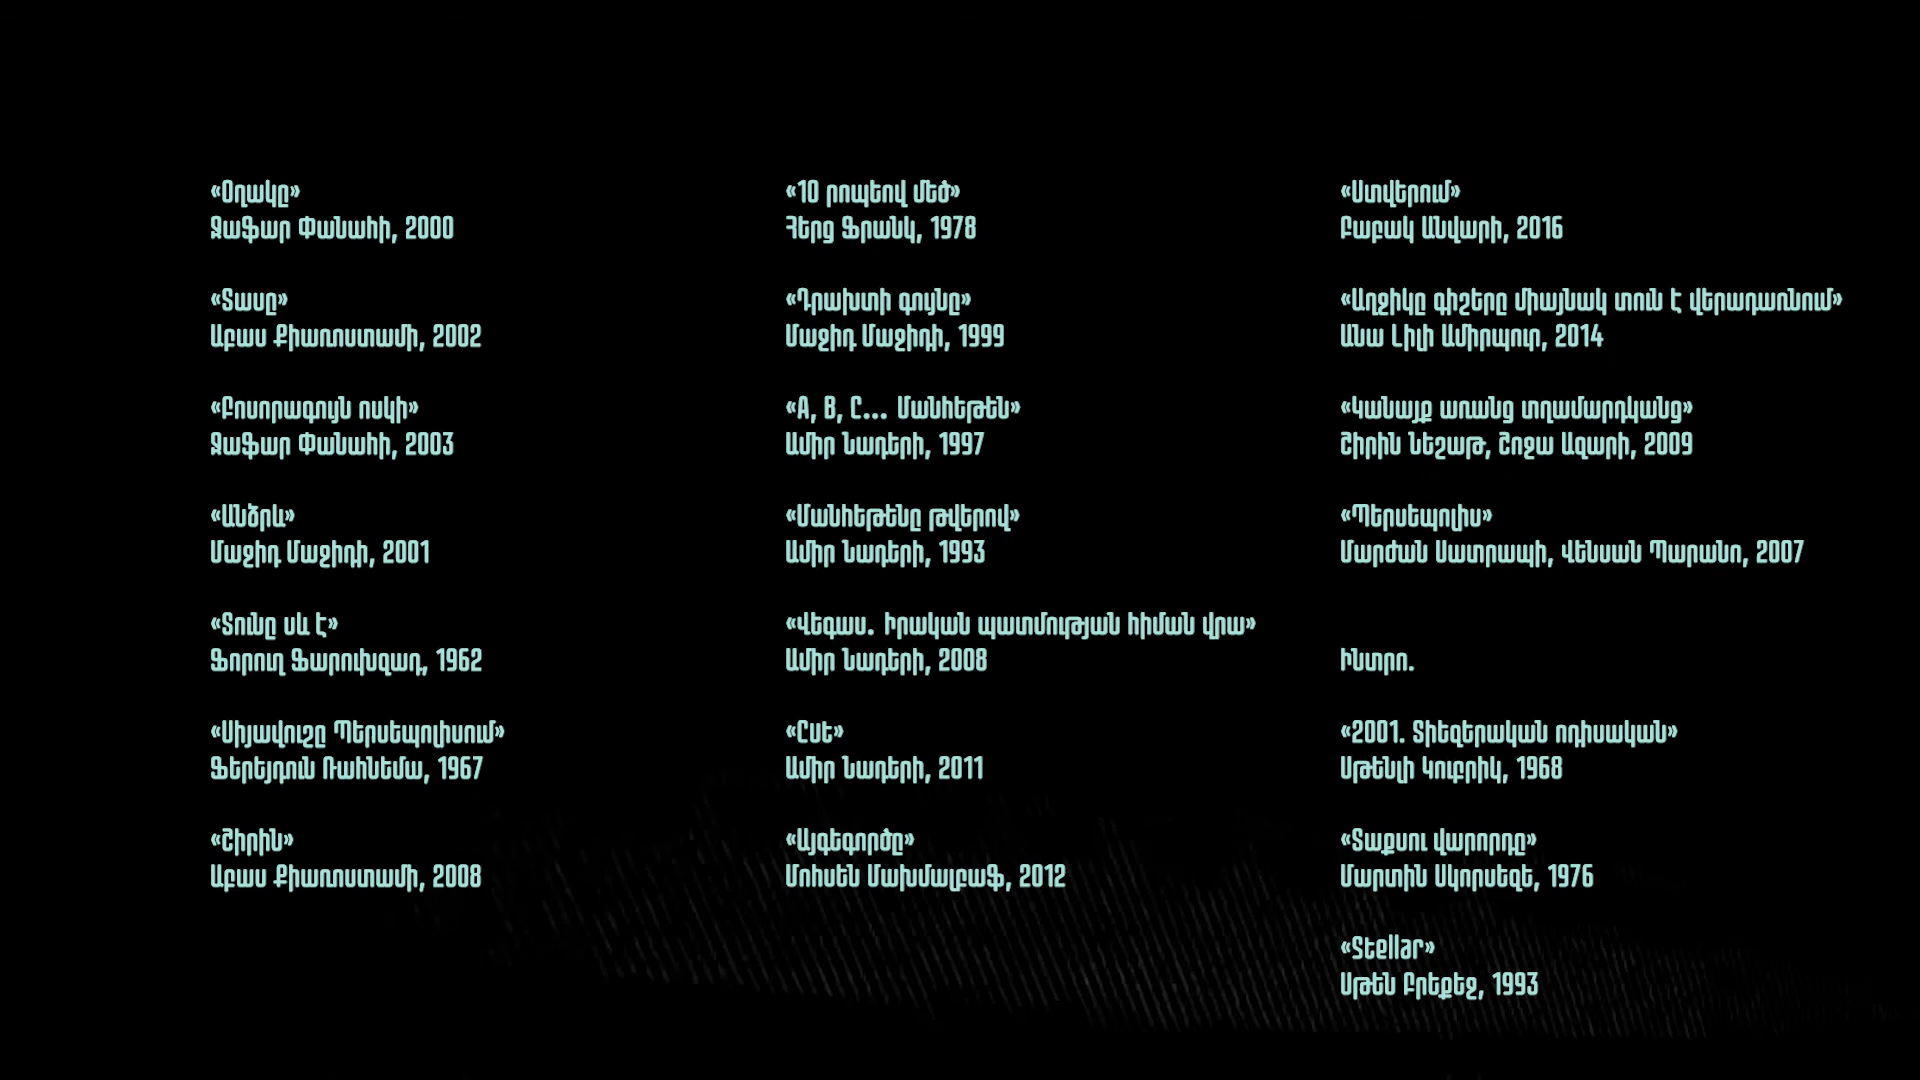 «Օղակը»
Ջաֆար Փանահի, 2000
«Տասը»
Աբաս Քիառոստամի, 2002
«Բոսորագույն ոսկի»
Ջաֆար Փանահի, 2003
«Անձրև»
Մաջիդ Մաջիդի, 2001
«Տունը սև է»
Ֆորուղ Ֆարուխզադ, 1962
«Սիյավուշը Պերսեպոլիսում»
Ֆերեյդուն Ռահնեմա, 1967
«Շիրին»
Աբաս Քիառոստամի, 2008
«10 րոպեով մեծ»
Հերց Ֆրանկ, 1978
«Դրախտի գույնը»
Մաջիդ Մաջիդի, 1999
«A, B, C... Մանհեթեն»
Ամիր Նադերի, 1997
«Մանհեթենը թվերով»
Ամիր Նադերի, 1993
«Վեգաս. Իրական պատմության հիման վրա»
Ամիր Նադերի, 2008
«Հատ»
Ամիր Նադերի, 2011
«Այգեգործը»
Մոհսեն Մախմալբաֆ, 2012
«Ստվերում»
Բաբակ Անվարի, 2016
«Աղջիկը գիշերը միայնակ տուն է վերադառնում»
Անա Լիլի Ամիրպուր, 2014
«Կանայք առանց տղամարդկանց»
Շիրին Նեշաթ, Շոջա Ազարի, 2009
«Պերսեպոլիս»
Մարժան Սատրապի, Վենսան Պարանո, 2007
Ինտրո.
«2001. Տիեզերական ոդիսական»
Սթենլի Կուբրիկ, 1968
«Տաքսու վարորդը»
Մարտին Սկորսեզե, 1976
«Stellar»
Սթեն Բրեքեջ, 1993